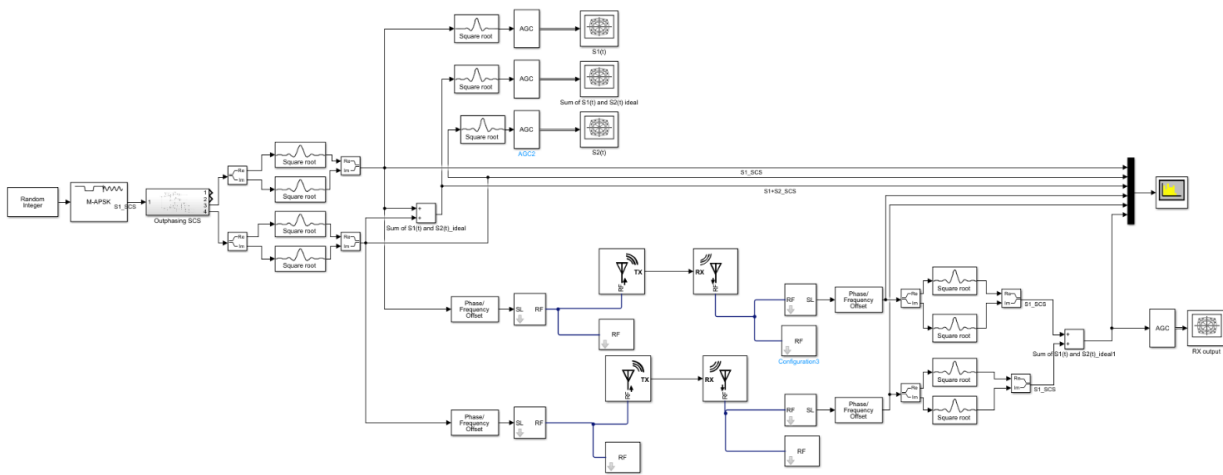 Square root
AGC
S1(t)
Square root
AGC
Sum of S1(t) and S2(t) ideal
Square root
AGC
AGC2
S2(t)
Random
Integer
M-APSK
S1_SCS
1
1
2
3
4
Outphasing SCS
Re
Im
Square root
Square root
Re
Im
Re
Im
Square root
Square root
Re
Im
Sum of S1(t) and S2(t)_ideal
S1_SCS
S1+S2_SCS
Phase/
Frequency
Offset
SL
RF
RF
TX
RF
RX
RF
RF
SL
RF
Configuration3
Phase/
Frequency
Offset
Re
Im
Square root
Square root
Re
Im
S1_SCS
Sum of S1(t) and S2(t)_ideal1
AGC
RX output
Phase/
Frequency
Offset
SL
RF
RF
TX
RF
RX
RF
RF
SL
RF
Phase/
Frequency
Offset
Re
Im
Square root
Square root
Re
Im
S1_SCS